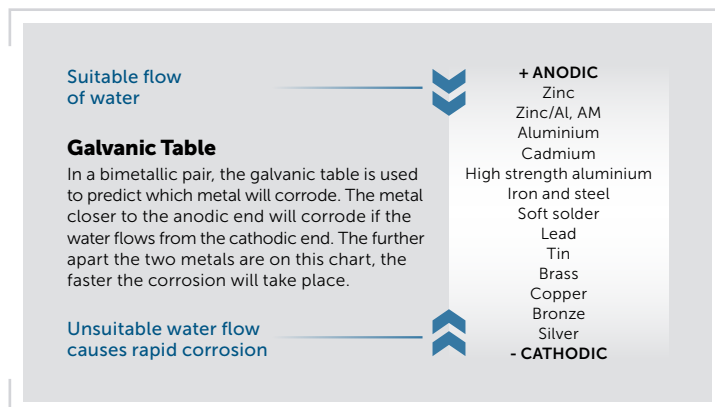 Suitable flow
of water
Galvanic Table
In a bimetallic pair, the galvanic table is used
to predict which metal will corrode. The metal
closer to the anodic end will corrode if the
water flows from the cathodic end. The further
apart the two metals are on this chart, the
faster the corrosion will take place.
Unsuitable water flow
causes rapid corrosion
+ ANODIC
Zinc
Zinc/Al, AM
Aluminium
Cadmium
High strength aluminium
Iron and steel
Soft solder
Lead
Tin
Brass
Copper
Bronze
Silver
- CATHODIC